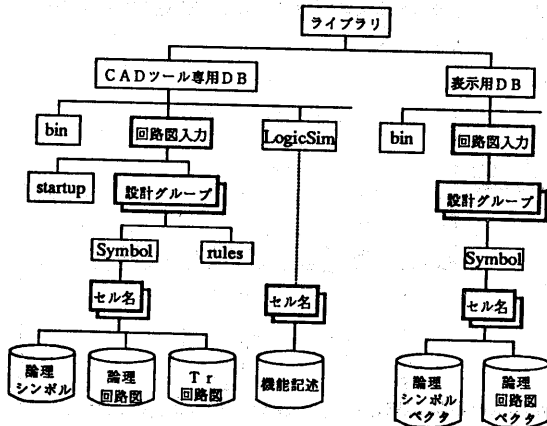 ライブラリ
CADツール専用DB
表示用DB
bin
回路図入力
LogicSim
bin
回路図入力
startup
設計グループ
設計グループ
Symbol
rules
Symbol
セル名
セル名
セル名
論理
シンボル
論理
回路図
Tr
回路図
機能記述
論理
シンボル
ベクタ
論理
回路図
ベクタ